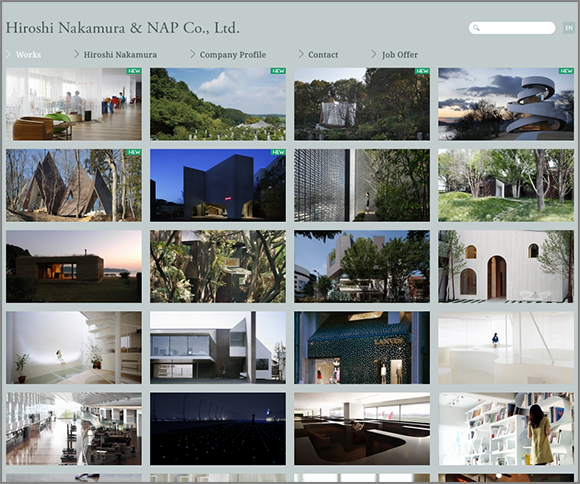 Hiroshi Nakamura & NAP Co., Ltd.
EN
Works Hiroshi Nakamura Company Profile Contact Job Offer
NEW NEW NEW NEW
NEW NEW
LANVIN